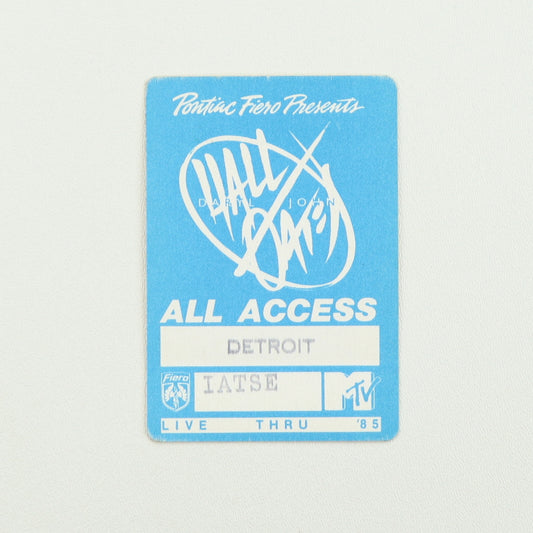 Pontiac Fiero Presents
HALL
DARYL JOHN
OATES
ALL ACCESS
DETROIT
Fiero
IATSE
MTV
LIVE THRU '85